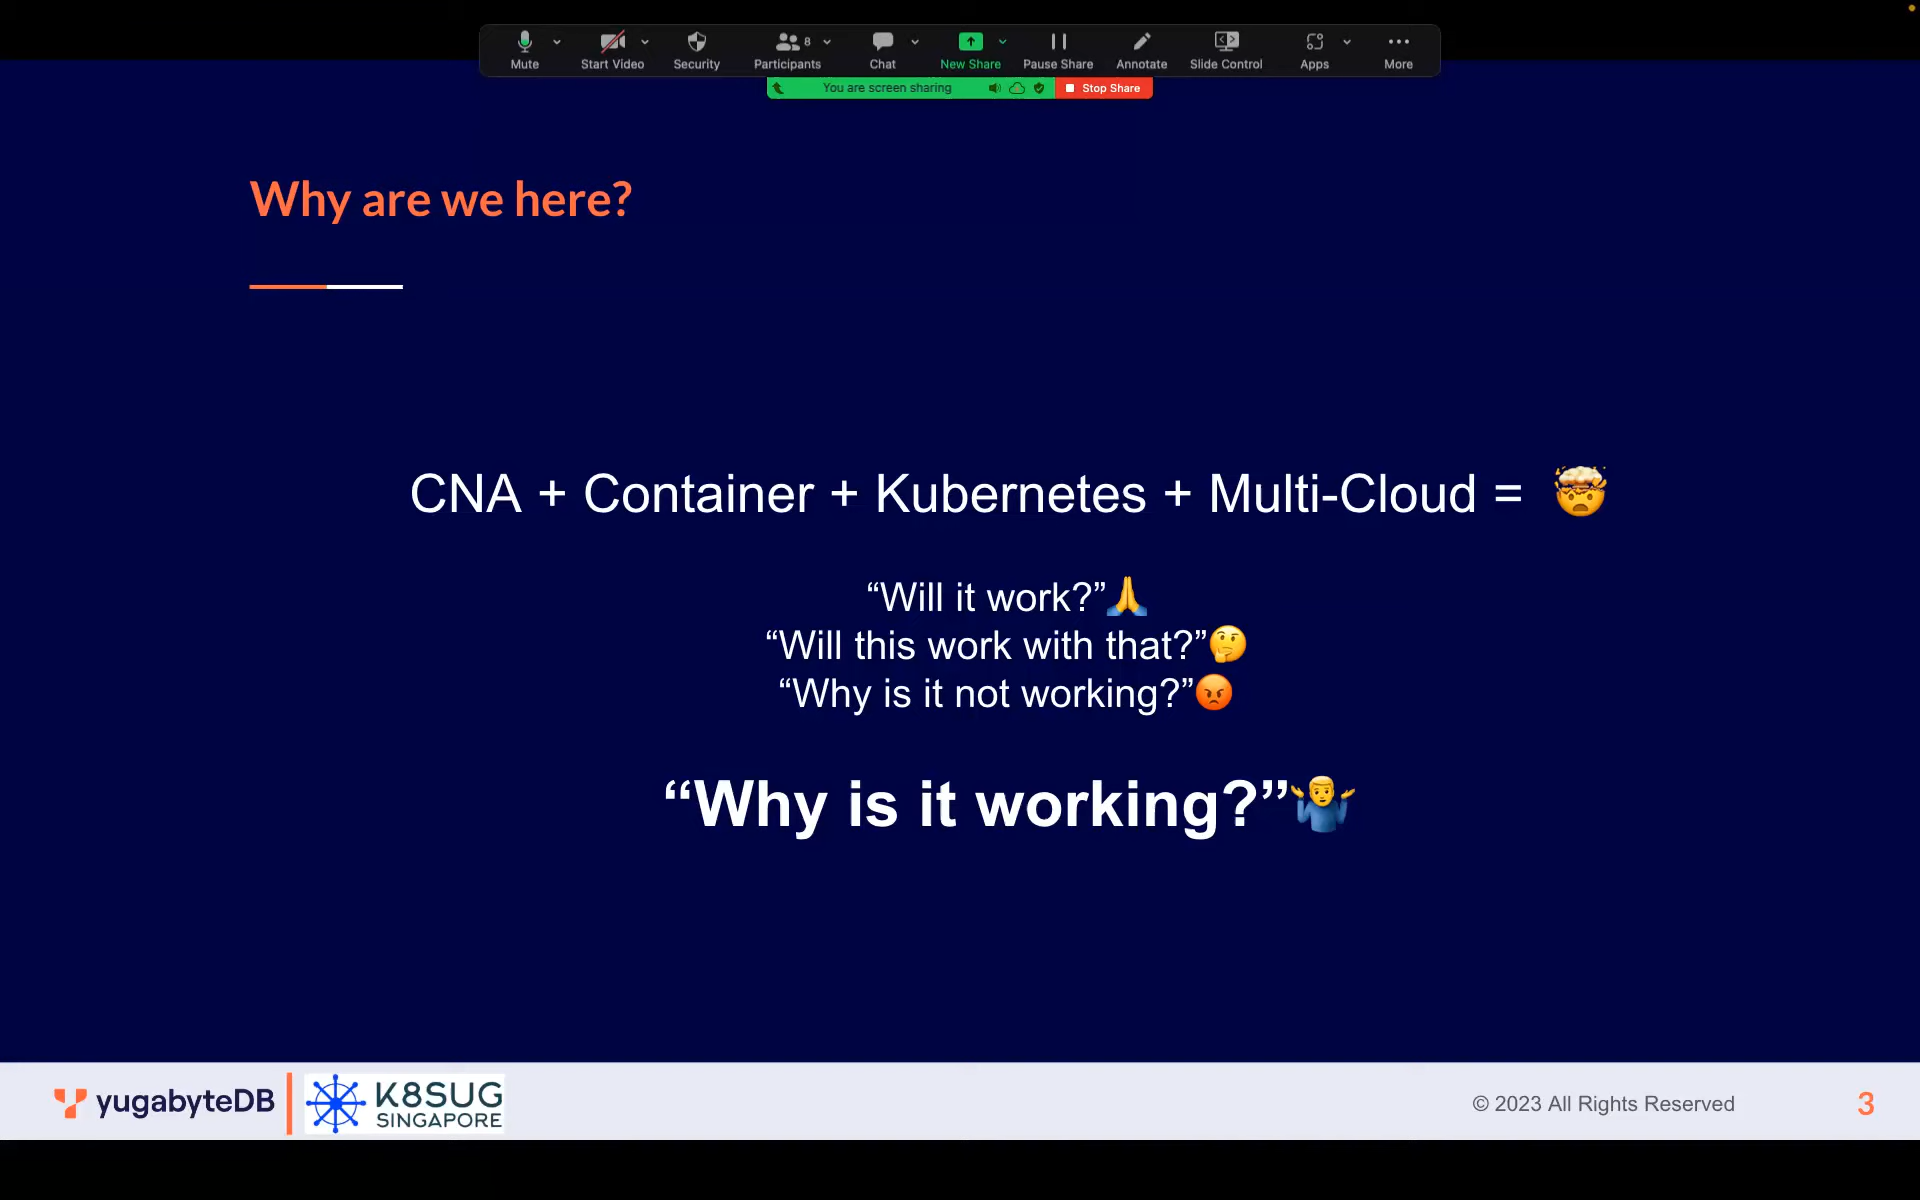 Mute
Start Video
Security
Participants 8
Chat
New Share
Pause Share
Annotate
Slide Control
Apps
More
You are screen sharing
Stop Share
Why are we here?
CNA + Container + Kubernetes + Multi-Cloud = 🤯
“Will it work?”🙏
“Will this work with that?”🤔
“Why is it not working?”😡
“Why is it working?”🤷‍♂️
yugabyteDB
K8SUG
SINGAPORE
© 2023 All Rights Reserved
3